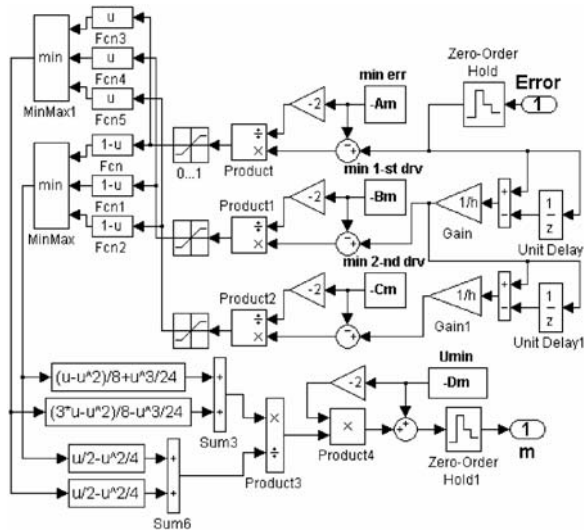 u
Fcn3
min
u
Fcn4
u
Fcn5
MinMax1
1-u
Fcn
min
1-u
Fcn1
1-u
Fcn2
MinMax
0...1
Zero-Order
Hold
Error
1
min err
-2
-Am
÷
×
Product
-
+
min 1-st drv
Product1
-2
-Bm
÷
×
-
+
1/h
Gain
+
-
1
z
Unit Delay
min 2-nd drv
Product2
-2
-Cm
÷
×
-
+
1/h
Gain1
+
-
1
z
Unit Delay1
(u-u^2)/8+u^3/24
(3*u-u^2)/8-u^3/24
+
+
Sum3
u/2-u^2/4
u/2-u^2/4
+
+
Sum6
×
÷
Product3
Umin
-2
-Dm
×
Product4
+
+
Zero-Order
Hold1
1
m